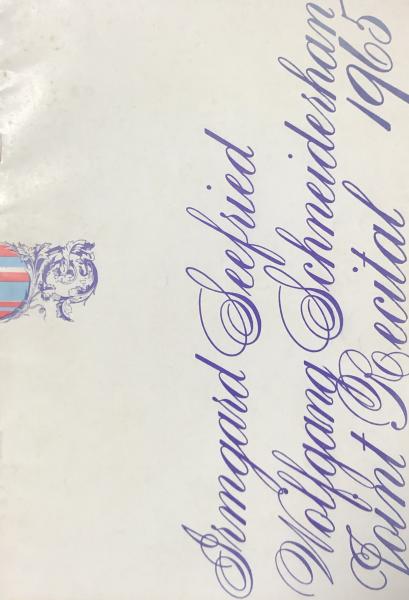 Irmgard Seefried
Wolfgang Schneiderhan
Joint Recital 1965